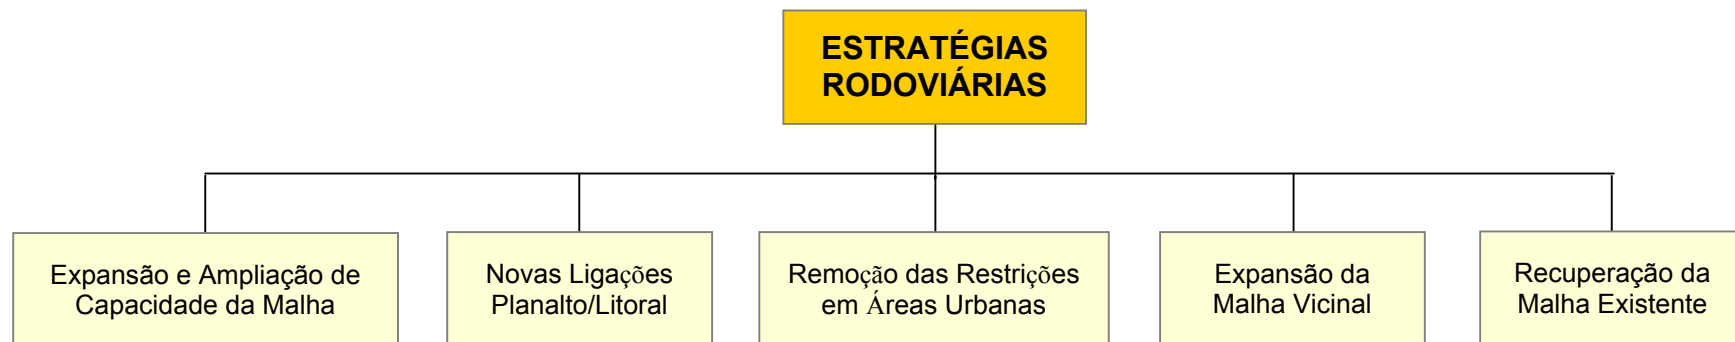 ESTRATÉGIAS
RODOVIÁRIAS
Expansão e Ampliação de
Capacidade da Malha
Novas Ligações
Planalto/Litoral
Remoção das Restrições
em Áreas Urbanas
Expansão da
Malha Vicinal
Recuperação da
Malha Existente